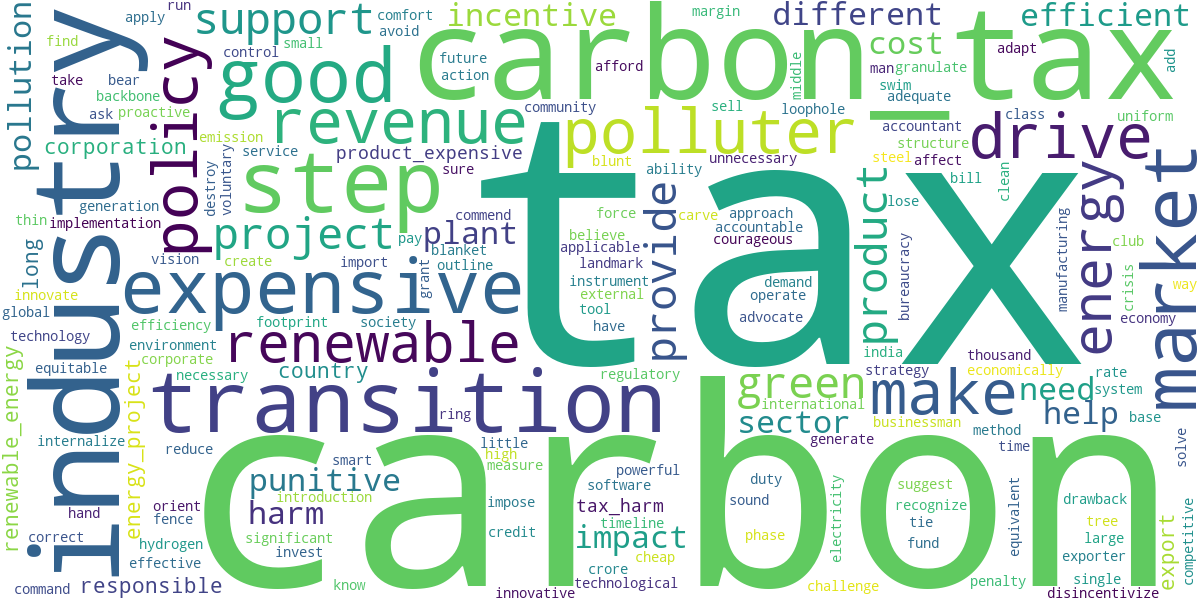 pollution
apply
run
support
comfort
avoid
incentive
margin
different
efficient
find
control
small
good
future
action
carbon_tax
afford
middle
cost
adapt
man
granulate
add
swim
adequate
take
bear
backbone
ask
proactive
industry
policy
emission
revenue
community
sell
loophole
polluter
class
uniform
corporation
service
product_expensive
sure
blunt
unnecessary
accountant
structure
drive
steel
affect
ability
bill
clean
lose
destroy
voluntary
step
generation
thin
implementation
project
pay
commend
plant
force
carve
approach
accountable
courageous
believe
applicable
landmark
provide
product
energy
market
manufacturing
club
crisis
way
long
vision
create
import
blanket
outline
grant
instrument
external
tool
have
demand
operate
advocate
bureaucracy
innovate
global
expensive
tax
technology
efficiency
footprint
society
economy
environment
corporate
renewable
india
thousand
equitable
necessary
country
regulatory
strategy
economically
rate
system
renewable_energy
energy_project
transition
ring
green
international
make
need
businessman
help
base
method
time
solve
internalize
reduce
smart
little
high
measure
sector
generate
punitive
introduction
powerful
software
duty
sound
suggest
recognize
tie
fund
electricity
equivalent
drawback
tree
large
exporter
export
competitive
hand
orient
fence
correct
harm
impose
tax_harm
timeline
credit
impact
phase
hydrogen
effective
significant
invest
cheap
crore
technological
carbon
single
command
responsible
know
innovative
challenge
penalty
disincentivize